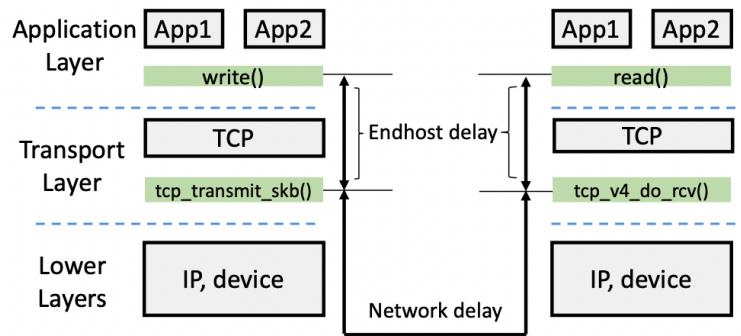 Application
Layer
App1 App2
App1 App2
write()
read()
Endhost delay
Transport
Layer
TCP
TCP
tcp_transmit_skb()
tcp_v4_do_rcv()
Lower
Layers
IP, device
IP, device
Network delay